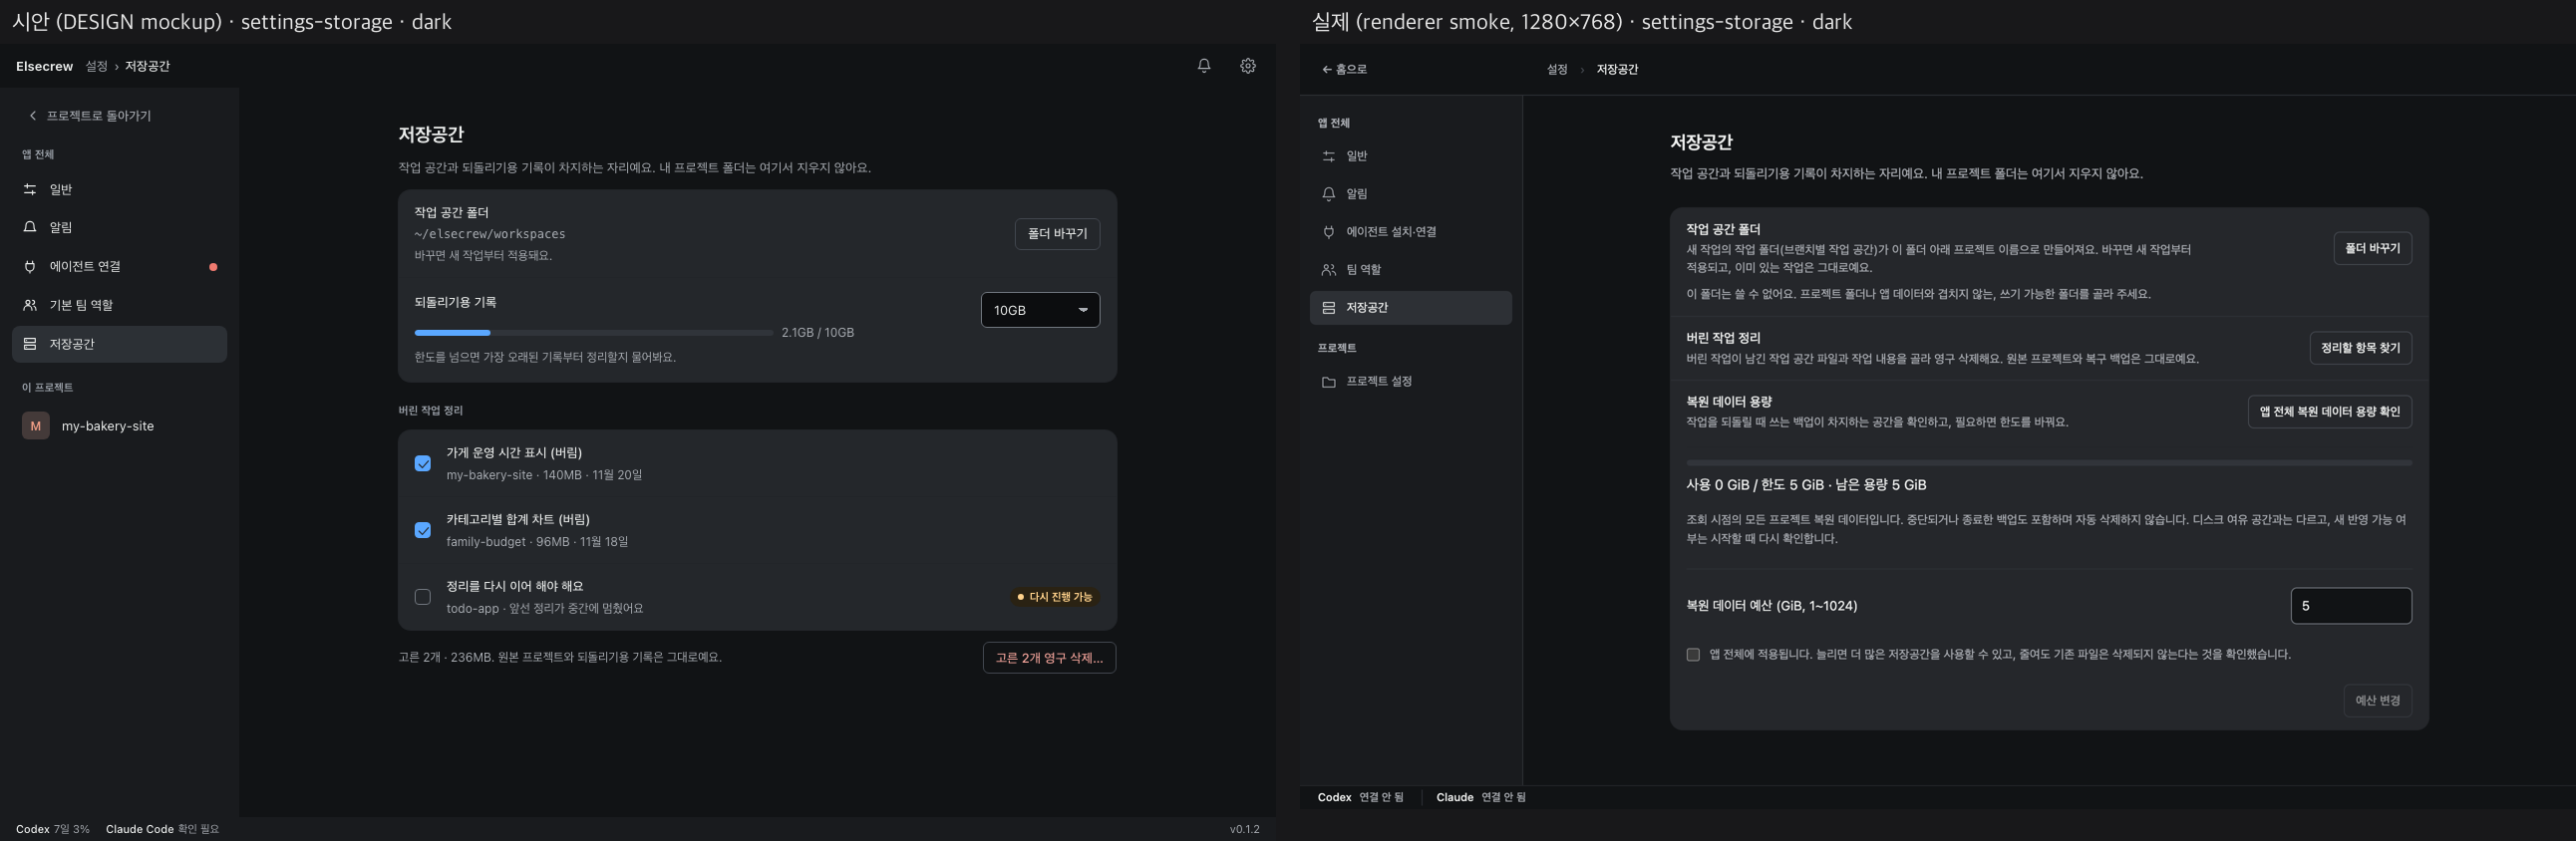 시안 (DESIGN mockup) · settings-storage · dark
Elsecrew 설정 › 저장공간
프로젝트로 돌아가기
앱 전체
일반
알림
에이전트 연결
기본 팀 역할
저장공간
이 프로젝트
M my-bakery-site
저장공간
작업 공간과 되돌리기용 기록이 차지하는 자리예요. 내 프로젝트 폴더는 여기서 지우지 않아요.
작업 공간 폴더
~/elsecrew/workspaces
바꾸면 새 작업부터 적용돼요.
폴더 바꾸기
되돌리기용 기록
10GB
2.1GB / 10GB
한도를 넘으면 가장 오래된 기록부터 정리할지 물어봐요.
버린 작업 정리
가게 운영 시간 표시 (버림)
my-bakery-site · 140MB · 11월 20일
카테고리별 합계 차트 (버림)
family-budget · 96MB · 11월 18일
정리를 다시 이어 해야 해요
todo-app · 앞선 정리가 중간에 멈췄어요
다시 진행 가능
고른 2개 · 236MB. 원본 프로젝트와 되돌리기용 기록은 그대로예요.
고른 2개 영구 삭제...
Codex 7일 3% Claude Code 확인 필요
v0.1.2
실제 (renderer smoke, 1280×768) · settings-storage · dark
← 홈으로
설정 › 저장공간
앱 전체
일반
알림
에이전트 설치·연결
팀 역할
저장공간
프로젝트
프로젝트 설정
저장공간
작업 공간과 되돌리기용 기록이 차지하는 자리예요. 내 프로젝트 폴더는 여기서 지우지 않아요.
작업 공간 폴더
새 작업의 작업 폴더(브랜치별 작업 공간)가 이 폴더 아래 프로젝트 이름으로 만들어져요. 바꾸면 새 작업부터
적용되고, 이미 있는 작업은 그대로예요.
이 폴더는 쓸 수 없어요. 프로젝트 폴더나 앱 데이터와 겹치지 않는, 쓰기 가능한 폴더를 골라 주세요.
폴더 바꾸기
버린 작업 정리
버린 작업이 남긴 작업 공간 파일과 작업 내용을 골라 영구 삭제해요. 원본 프로젝트와 복구 백업은 그대로예요.
정리할 항목 찾기
복원 데이터 용량
작업을 되돌릴 때 쓰는 백업이 차지하는 공간을 확인하고, 필요하면 한도를 바꿔요.
앱 전체 복원 데이터 용량 확인
사용 0 GiB / 한도 5 GiB · 남은 용량 5 GiB
조회 시점의 모든 프로젝트 복원 데이터입니다. 중단되거나 종료한 백업도 포함하며 자동 삭제하지 않습니다. 디스크 여유 공간과는 다르고, 새 반영 가능 여
부는 시작할 때 다시 확인합니다.
복원 데이터 예산 (GiB, 1~1024)
5
앱 전체에 적용됩니다. 늘리면 더 많은 저장공간을 사용할 수 있고, 줄여도 기존 파일은 삭제되지 않는다는 것을 확인했습니다.
예산 변경
Codex 연결 안 됨 Claude 연결 안 됨